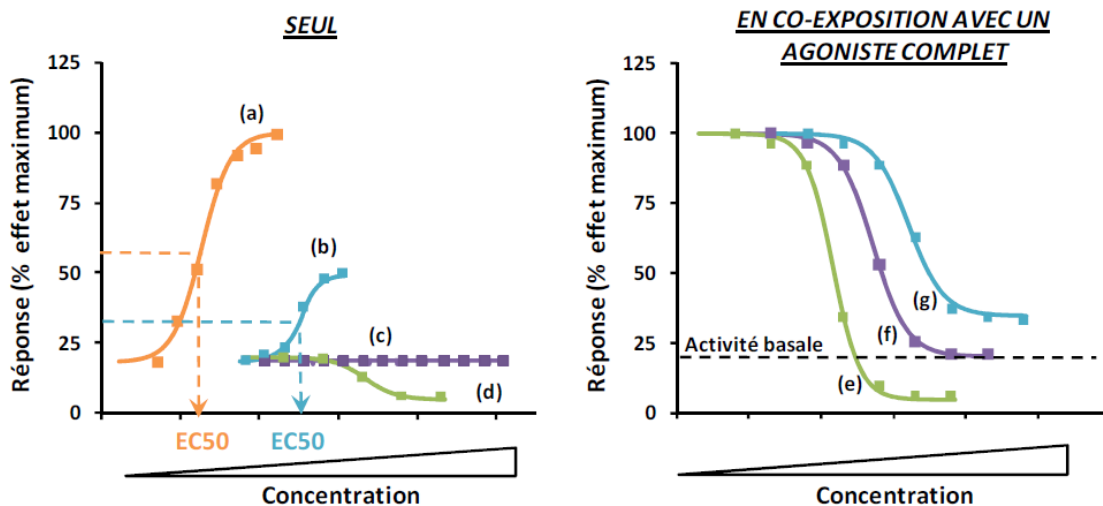 SEUL
125
100
75
50
25
0
Réponse (% effet maximum)
(a)
(b)
(c)
(d)
EC50
EC50
Concentration
EN CO-EXPOSITION AVEC UN
AGONISTE COMPLET
125
100
75
50
25
0
Réponse (% effet maximum)
Activité basale
(g)
(f)
(e)
Concentration